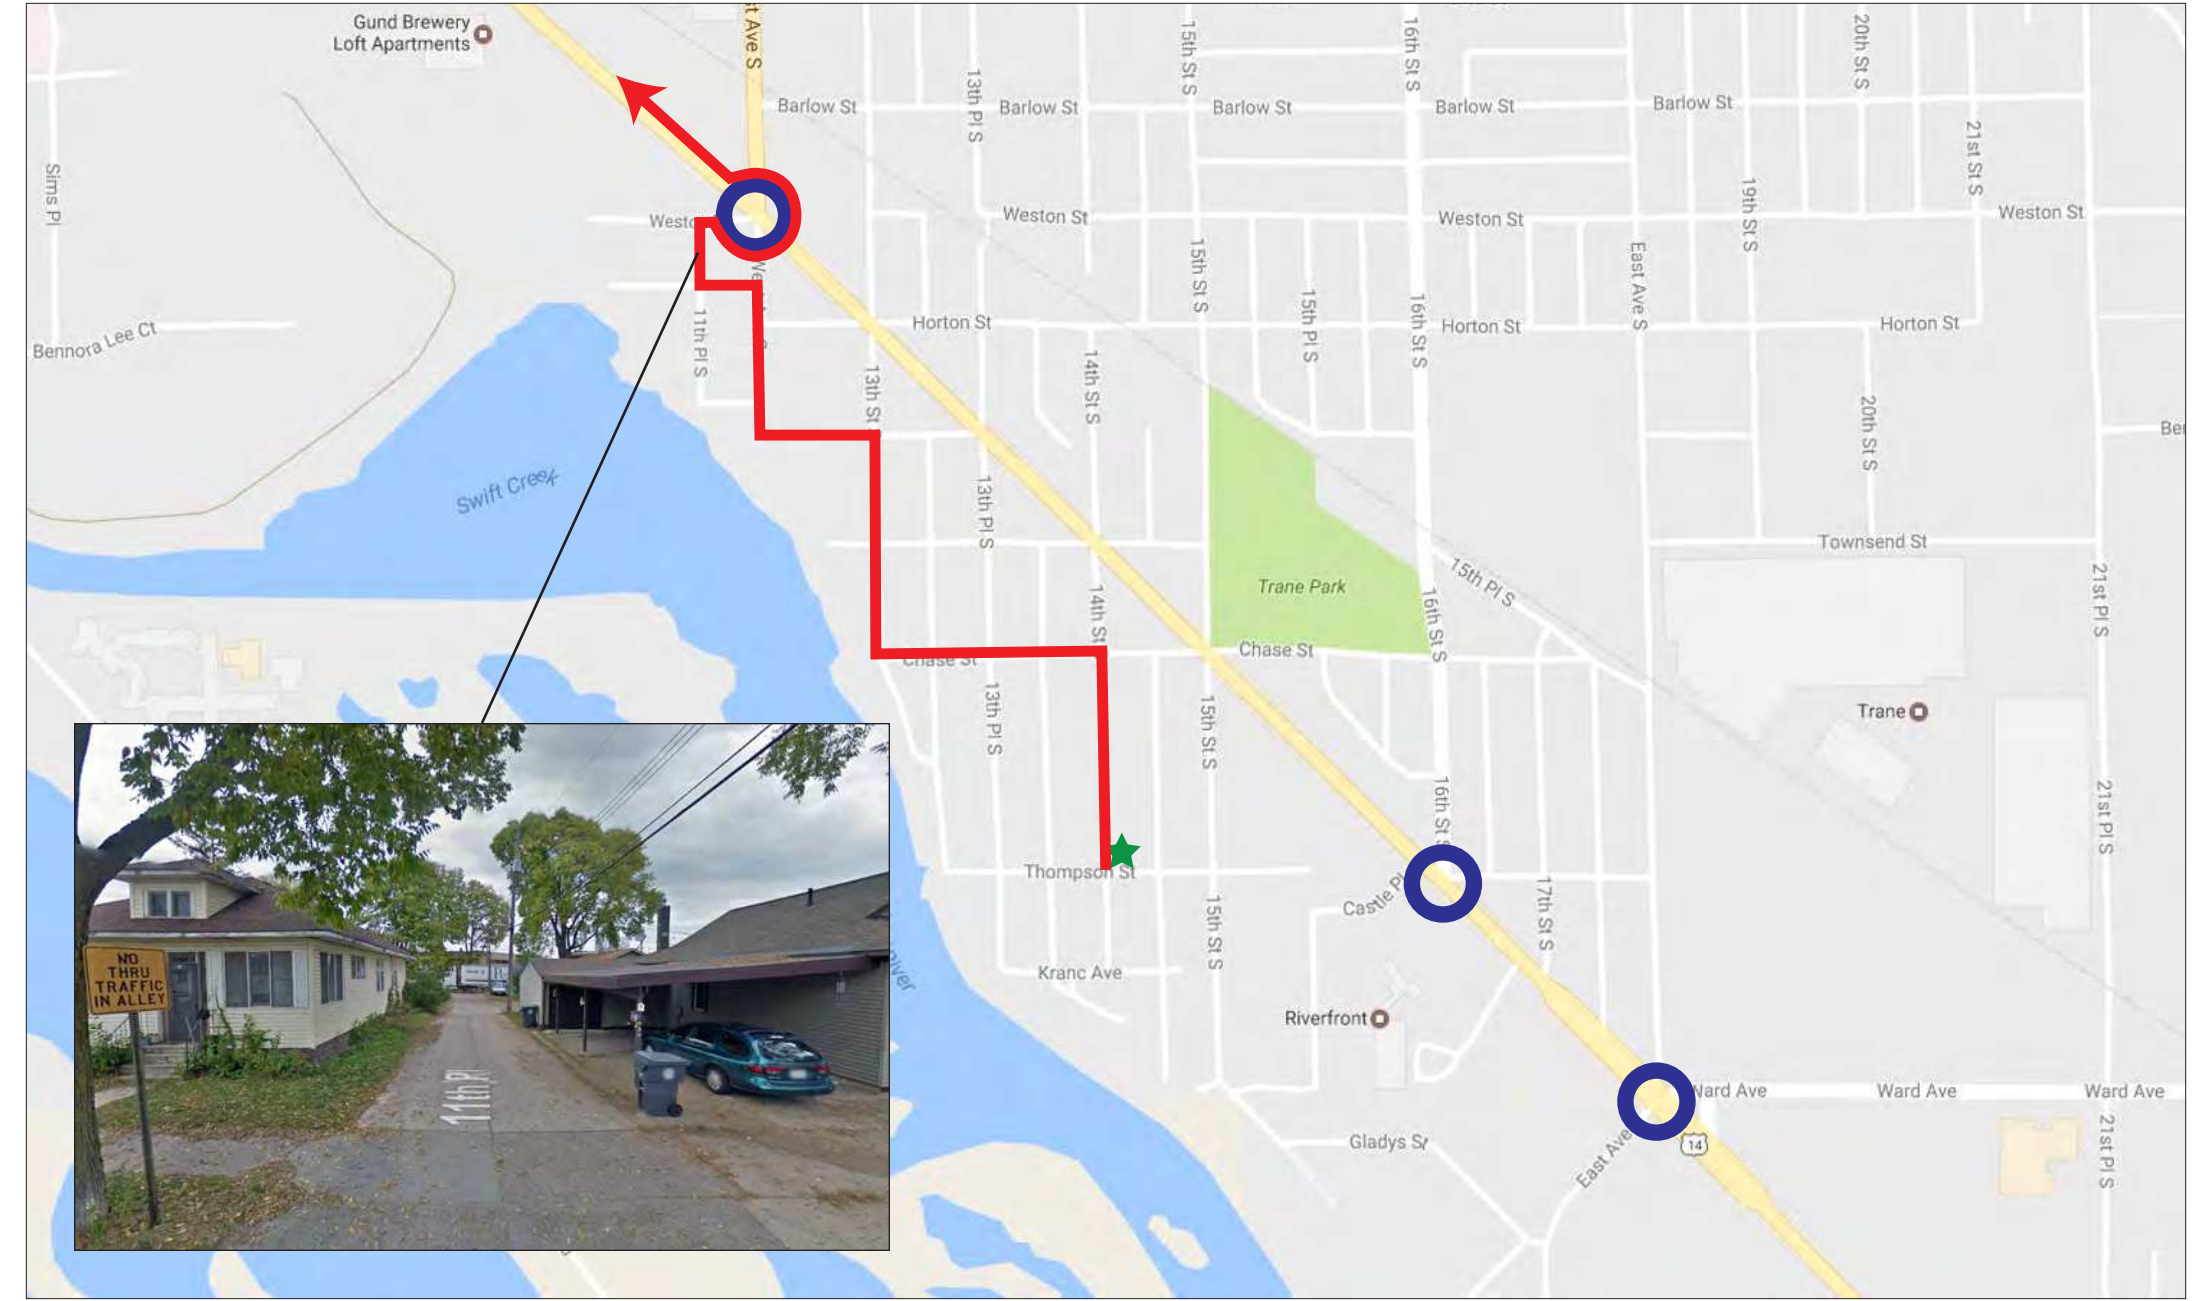 Gund Brewery
Loft Apartments
Ave S
15th St S
16th St S
20th St S
13th Pl S
Barlow St
Barlow St
Barlow St
Barlow St
Barlow St
21st St S
Sims Pl
19th St S
Weston St
Weston St
Weston St
15th St S
East Ave S
Bennora Lee Ct
11th Pl S
Horton St
15th Pl S
16th St S
Horton St
Horton St
13th St
14th St S
20th St S
Swift Creek
13th Pl S
Townsend St
15th Pl S
Trane Park
14th St
16th St S
21st Pl S
Chase St
Chase St
13th Pl S
15th St S
Trane
16th St S
21st Pl S
Thompson St
Castle Pl
17th St S
15th St S
Kranc Ave
Riverfront
NO
THRU
TRAFFIC
IN ALLEY
11th Pl
Ward Ave
Ward Ave
Ward Ave
Gladys St
East Ave
14
21st Pl S